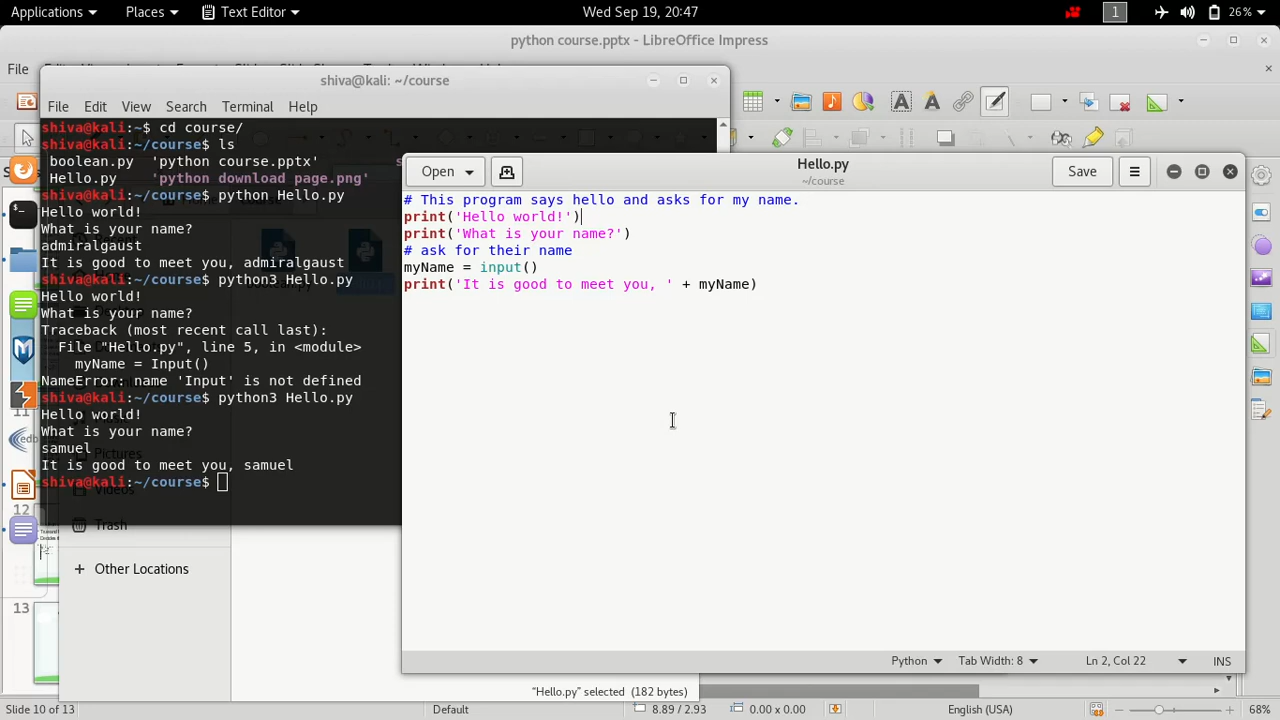 Applications Places Text Editor Wed Sep 19, 20:47 1 26%
python course.pptx - LibreOffice Impress
File
shiva@kali: ~/course
File Edit View Search Terminal Help
shiva@kali:~$ cd course/
shiva@kali:~/course$ ls
boolean.py 'python course.pptx'
Hello.py 'python download page.png'
shiva@kali:~/course$ python Hello.py
Hello world!
What is your name?
admiralgaust
It is good to meet you, admiralgaust
shiva@kali:~/course$ python3 Hello.py
Hello world!
What is your name?
Traceback (most recent call last):
File "Hello.py", line 5, in <module>
myName = Input()
NameError: name 'Input' is not defined
shiva@kali:~/course$ python3 Hello.py
Hello world!
What is your name?
samuel
It is good to meet you, samuel
shiva@kali:~/course$
Pictures
Videos
Trash
+ Other Locations
11
12
13
Open Hello.py Save
~/course
# This program says hello and asks for my name.
print('Hello world!')
print('What is your name?')
# ask for their name
myName = input()
print('It is good to meet you, ' + myName)
Python Tab Width: 8 Ln 2, Col 22 INS
"Hello.py" selected (182 bytes)
Slide 10 of 13 Default 8.89 / 2.93 0.00 x 0.00 English (USA) 68%